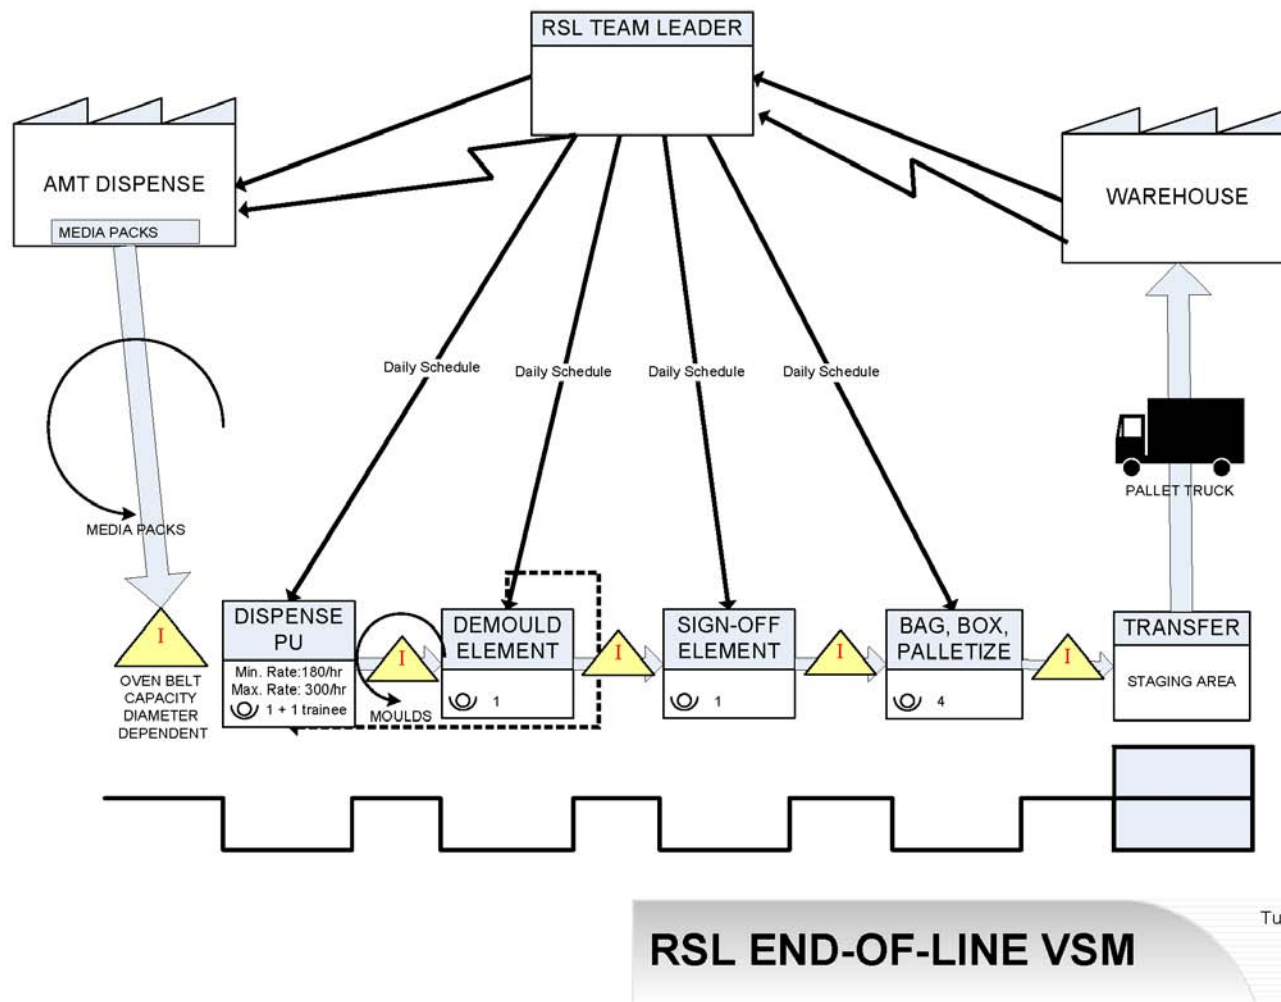 RSL TEAM LEADER
AMT DISPENSE
MEDIA PACKS
WAREHOUSE
Daily Schedule
Daily Schedule
Daily Schedule
Daily Schedule
PALLET TRUCK
MEDIA PACKS
I
OVEN BELT
CAPACITY
DIAMETER
DEPENDENT
DISPENSE
PU
Min. Rate:180/hr
Max. Rate: 300/hr
1 + 1 trainee
I
MOULDS
DEMOULD
ELEMENT
1
I
SIGN-OFF
ELEMENT
1
I
BAG, BOX,
PALLETIZE
4
I
TRANSFER
STAGING AREA
RSL END-OF-LINE VSM
Tu